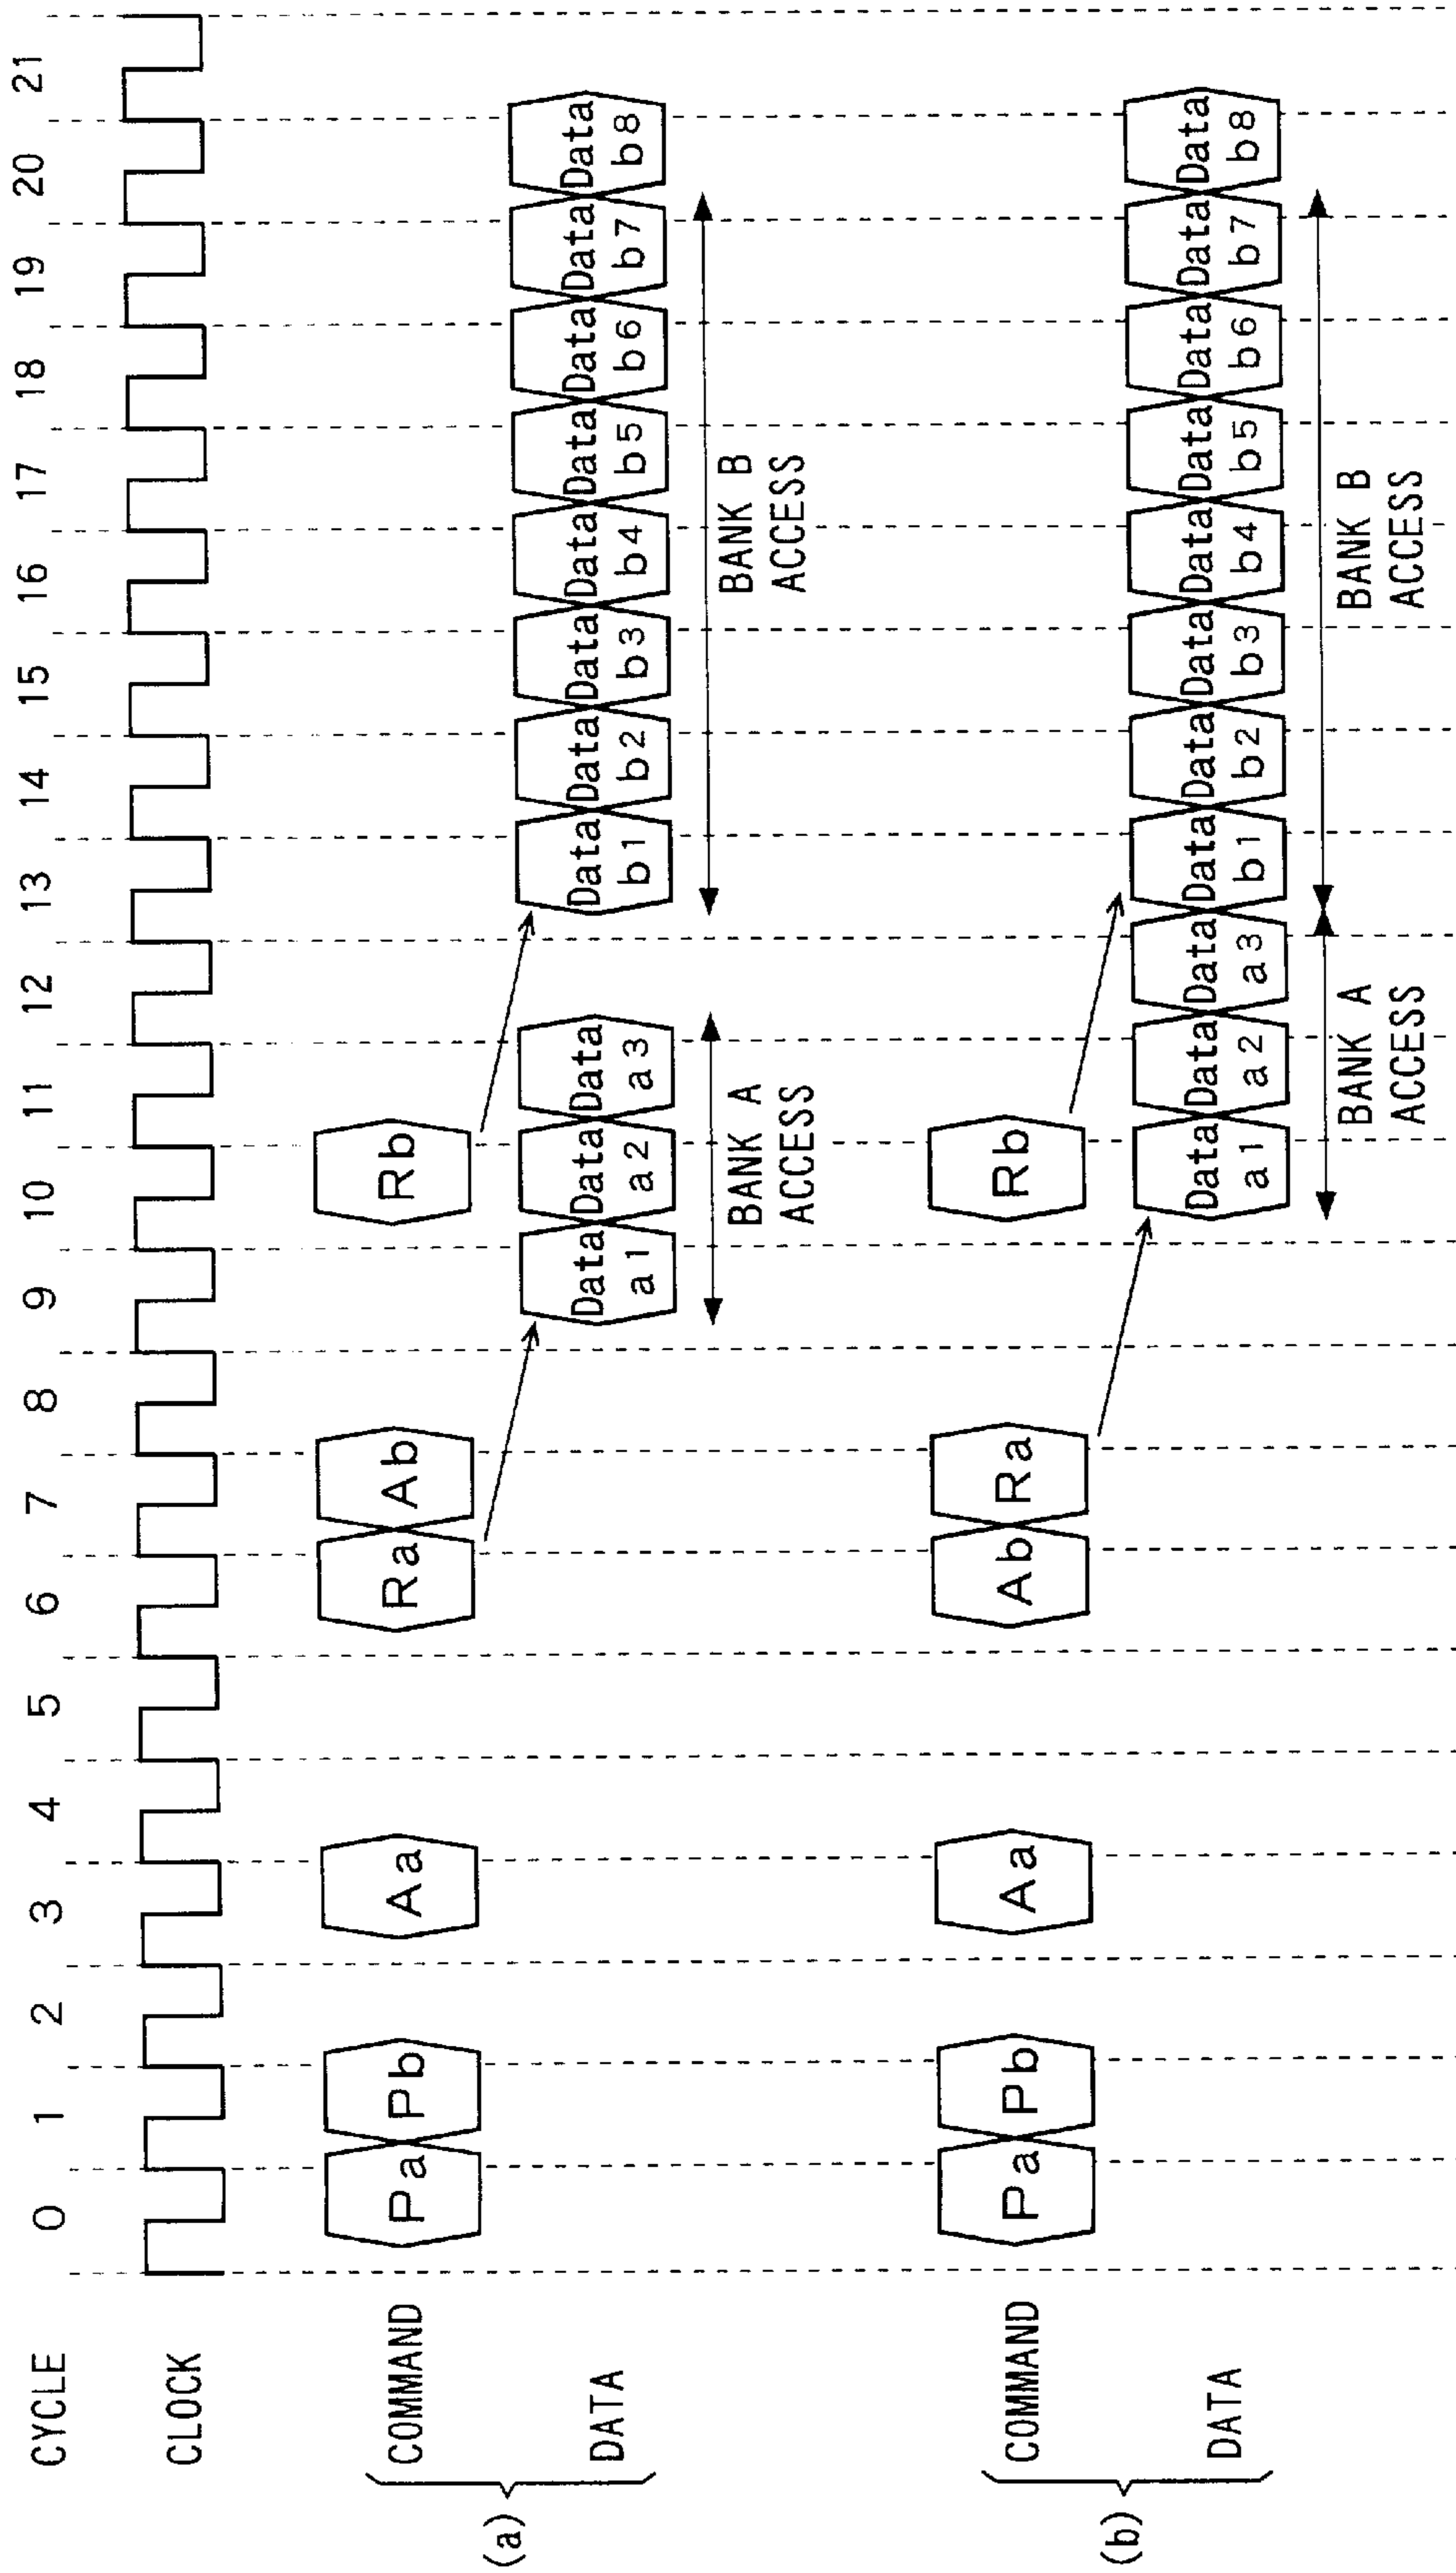 CYCLE 0 1 2 3 4 5 6 7 8 9 10 11 12 13 14 15 16 17 18 19 20 21
CLOCK
(a)
COMMAND Pa Pb Aa Ra Ab Rb
DATA Data a1 Data a2 Data a3 Data b1 Data b2 Data b3 Data b4 Data b5 Data b6 Data b7 Data b8
BANK A ACCESS
BANK B ACCESS
(b)
COMMAND Pa Pb Aa Ab Ra Rb
DATA Data a1 Data a2 Data a3 Data b1 Data b2 Data b3 Data b4 Data b5 Data b6 Data b7 Data b8
BANK A ACCESS
BANK B ACCESS